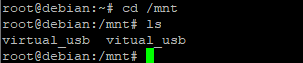 root@debian:~# cd /mnt
root@debian:/mnt# ls
virtual_usb  vitual_usb
root@debian:/mnt#